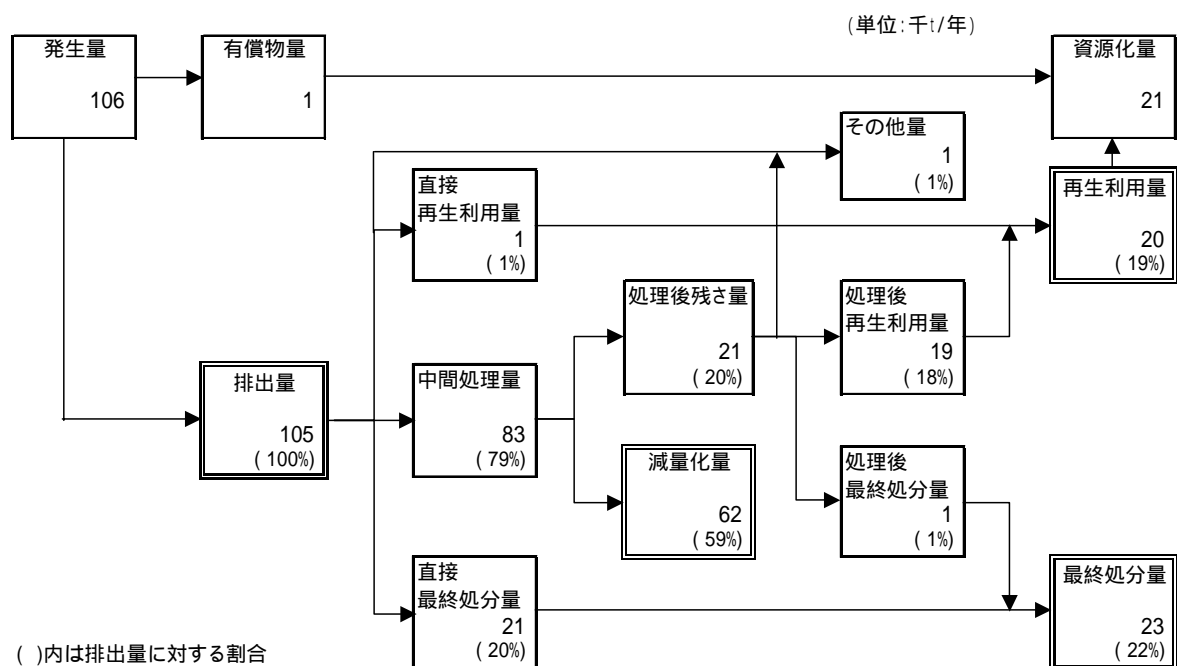 (単位:千t/年)
発生量
106
有償物量
1
資源化量
21
その他量
1
( 1%)
直接
再生利用量
1
( 1%)
再生利用量
20
( 19%)
処理後残さ量
21
( 20%)
処理後
再生利用量
19
( 18%)
排出量
105
( 100%)
中間処理量
83
( 79%)
減量化量
62
( 59%)
処理後
最終処分量
1
( 1%)
直接
最終処分量
21
( 20%)
最終処分量
23
( 22%)
( )内は排出量に対する割合